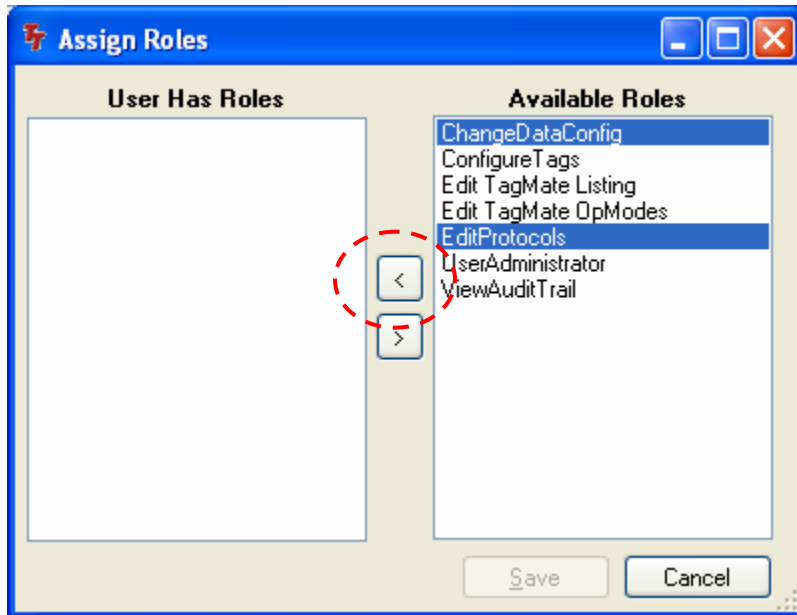 Assign Roles
User Has Roles
Available Roles
ChangeDataConfig
ConfigureTags
Edit TagMate Listing
Edit TagMate OpModes
EditProtocols
UserAdministrator
ViewAuditTrail
<
>
Save
Cancel